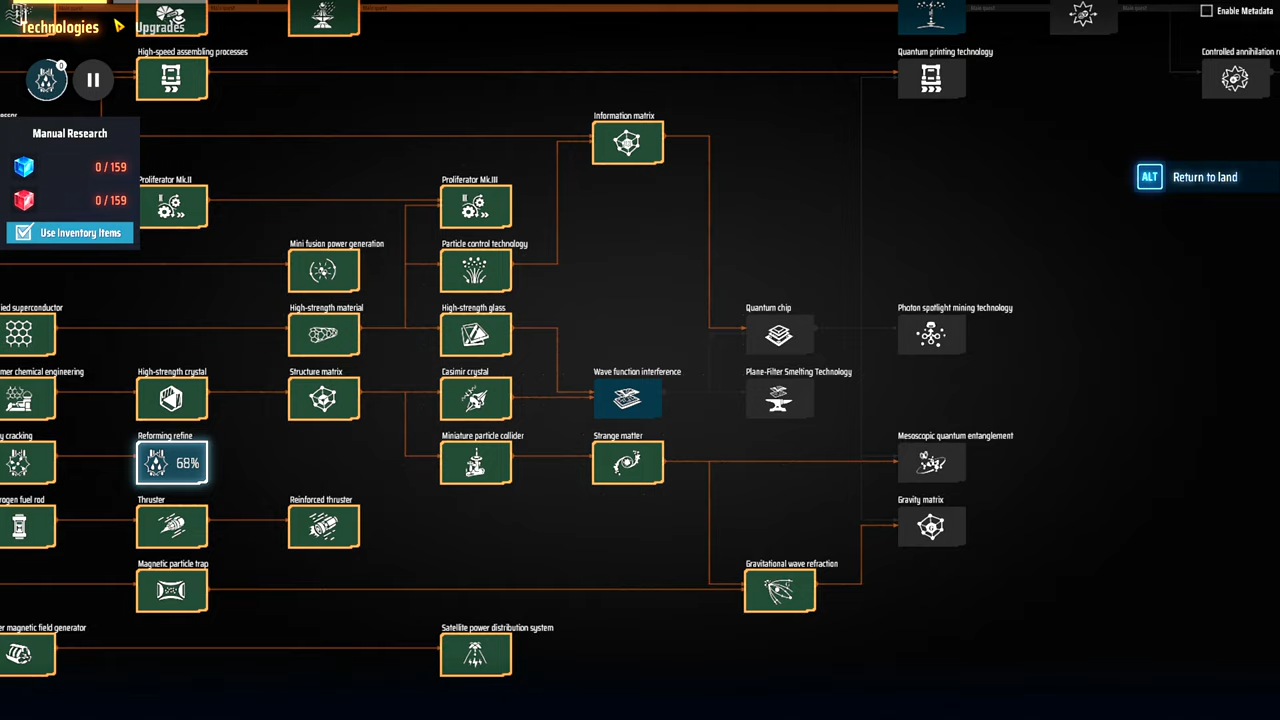 Technologies
Upgrades
Enable Metadata
High-speed assembling processes
Quantum printing technology
Controlled annihilation
0
Information matrix
Manual Research
0 / 159
0 / 159
Use Inventory Items
ALT Return to land
Proliferator Mk.II
Proliferator Mk.III
Mini fusion power generation
Particle control technology
ied superconductor
High-strength material
High-strength glass
Quantum chip
Photon spotlight mining technology
mer chemical engineering
High-strength crystal
Structure matrix
Casimir crystal
Wave function interference
Plane-Filter Smelting Technology
y cracking
Reforming refine
68%
Miniature particle collider
Strange matter
Mesoscopic quantum entanglement
rogen fuel rod
Thruster
Reinforced thruster
Gravity matrix
Magnetic particle trap
Gravitational wave refraction
er magnetic field generator
Satellite power distribution system